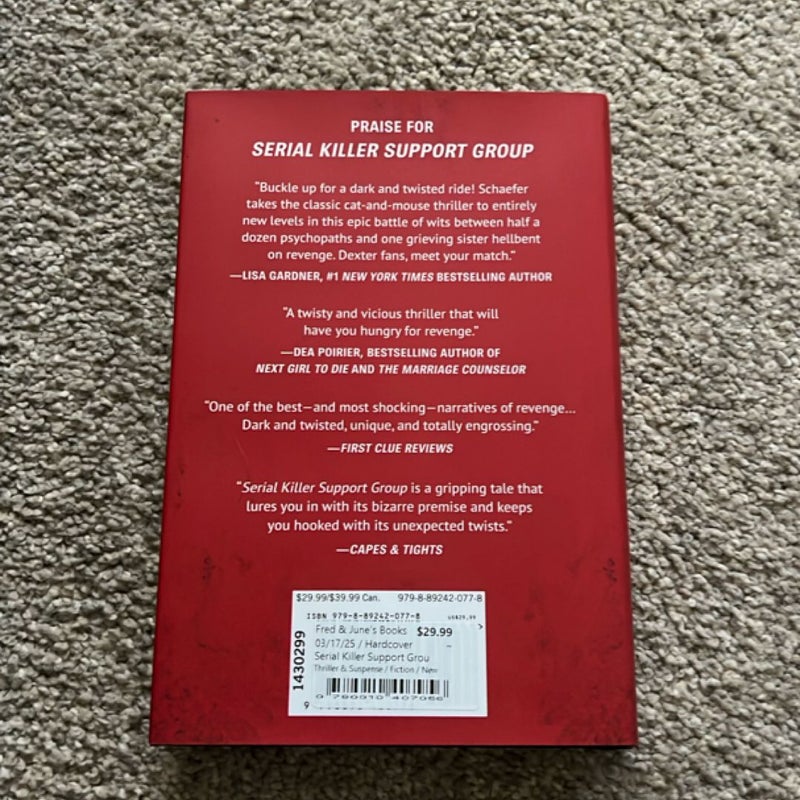 PRAISE FOR
SERIAL KILLER SUPPORT GROUP
"Buckle up for a dark and twisted ride! Schaefer
takes the classic cat-and-mouse thriller to entirely
new levels in this epic battle of wits between half a
dozen psychopaths and one grieving sister hellbent
on revenge. Dexter fans, meet your match."
—LISA GARDNER, #1 NEW YORK TIMES BESTSELLING AUTHOR
"A twisty and vicious thriller that will
have you hungry for revenge."
—DEA POIRIER, BESTSELLING AUTHOR OF
NEXT GIRL TO DIE AND THE MARRIAGE COUNSELOR
"One of the best—and most shocking—narratives of revenge...
Dark and twisted, unique, and totally engrossing."
—FIRST CLUE REVIEWS
"Serial Killer Support Group is a gripping tale that
lures you in with its bizarre premise and keeps
you hooked with its unexpected twists."
—CAPES & TIGHTS
$29.99/$39.99 Can. 979-8-89242-077-8
ISBN 979-8-89242-077-8 US$29.99
Fred & June's Books $29.99
03/17/25 / Hardcover
Serial Killer Support Grou
Thriller & Suspense / Fiction / New
1430299
9